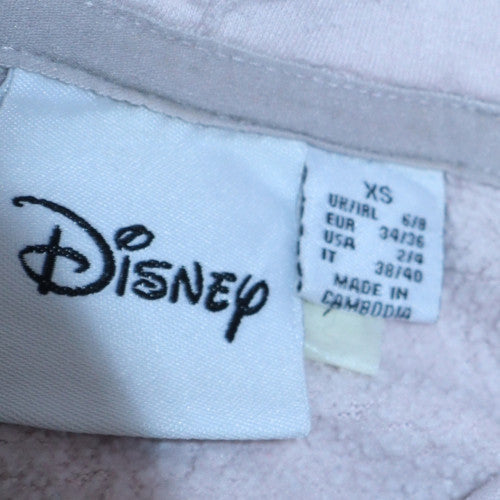 Disney
XS
UK/IRL 6/8
EUR 34/36
USA 2/4
IT 38/40
MADE IN
CAMBODIA